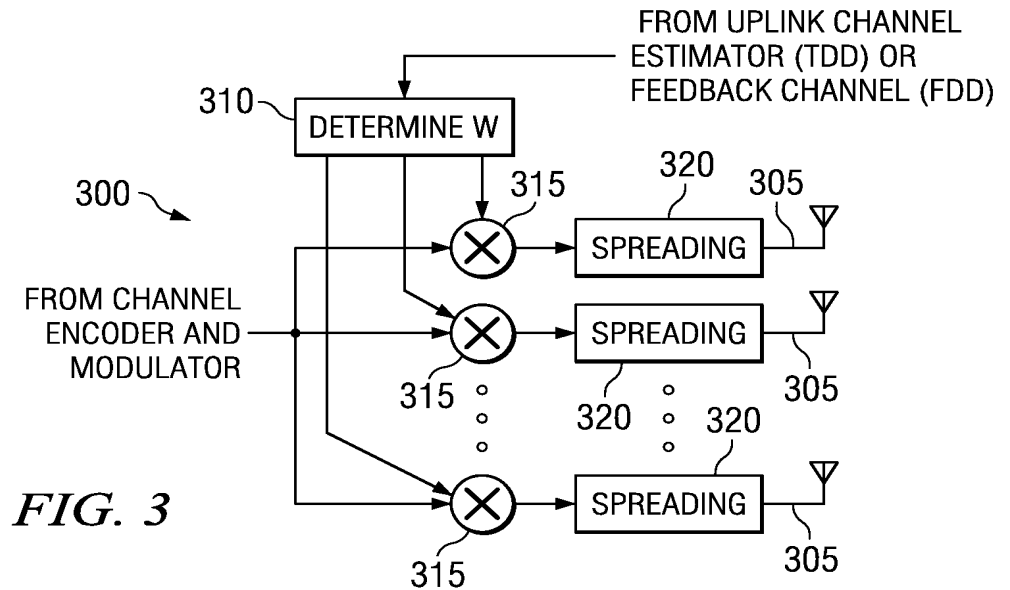 FROM UPLINK CHANNEL
ESTIMATOR (TDD) OR
FEEDBACK CHANNEL (FDD)
310
DETERMINE W
300
315
320
305
SPREADING
FROM CHANNEL
ENCODER AND
MODULATOR
SPREADING
315
320
305
320
SPREADING
FIG. 3
315
305